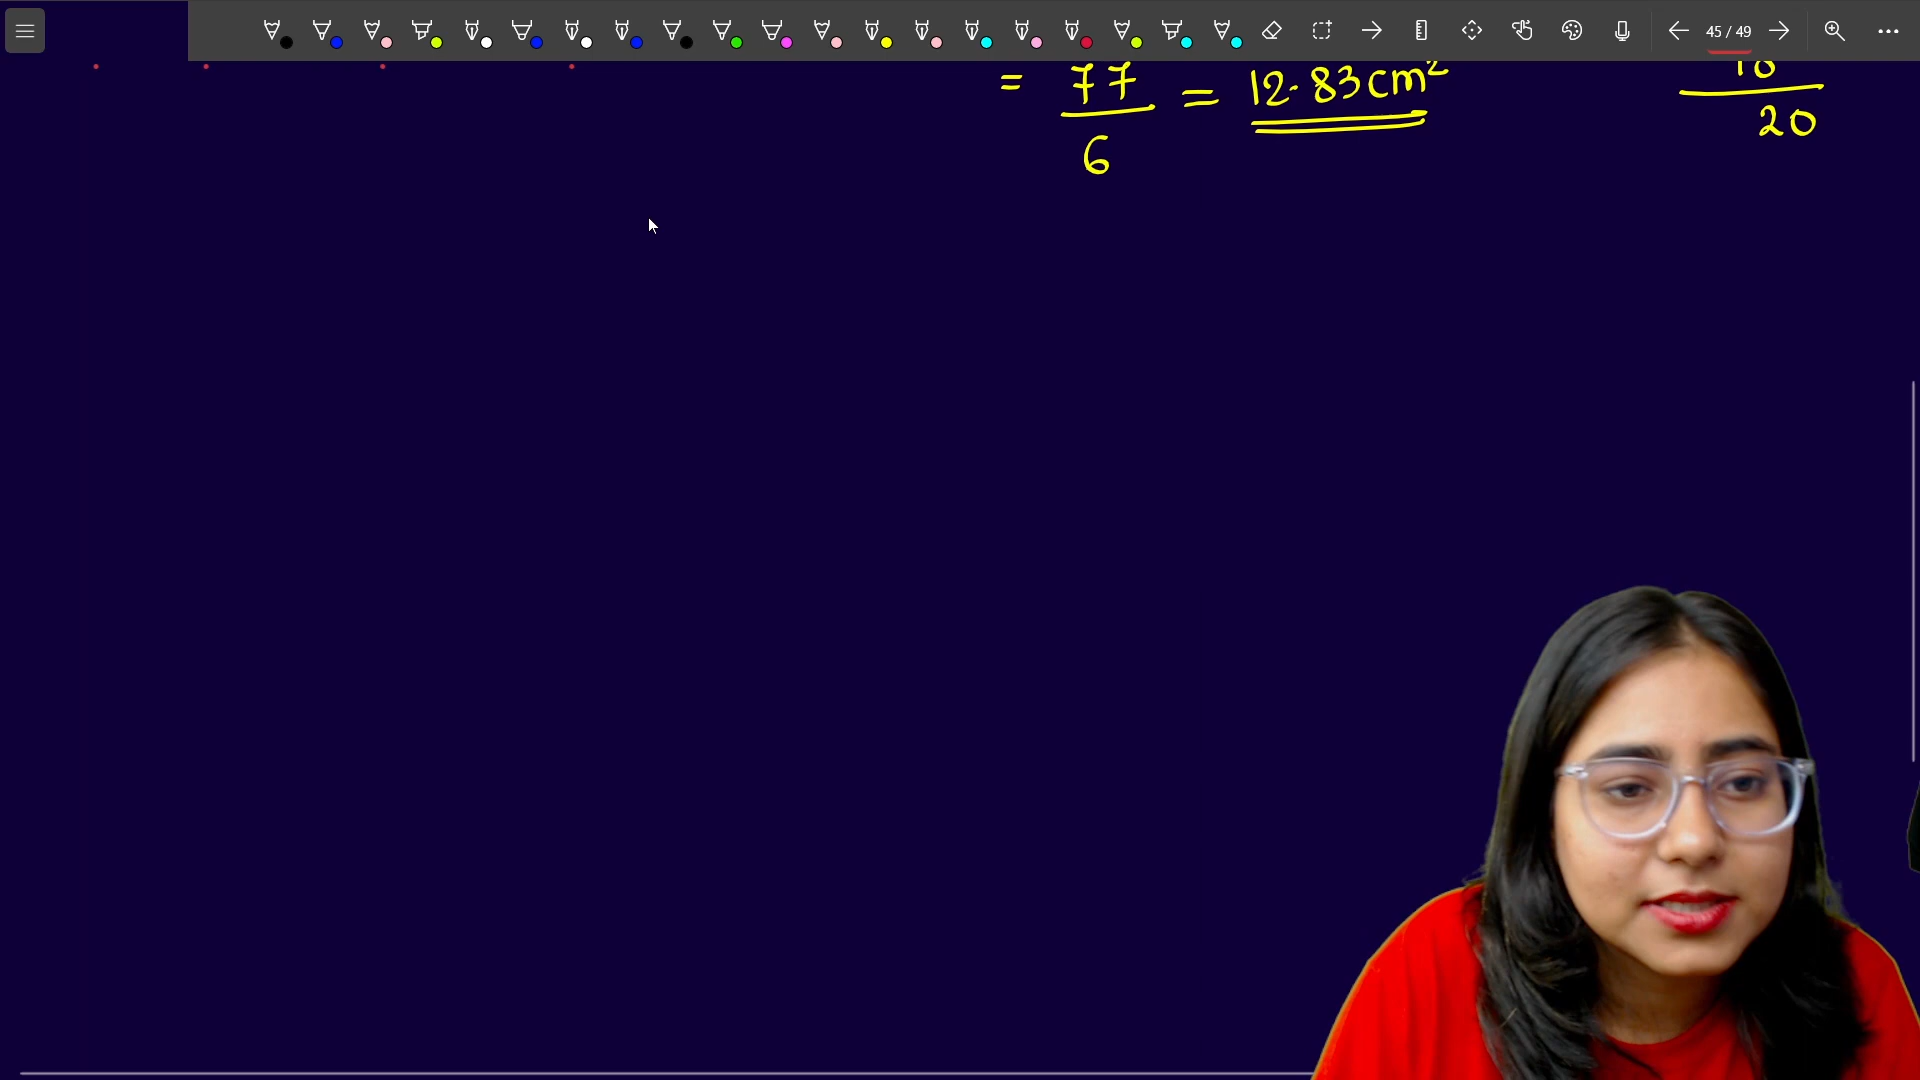 45 / 49
= 77/6 = 12.83 cm²
20